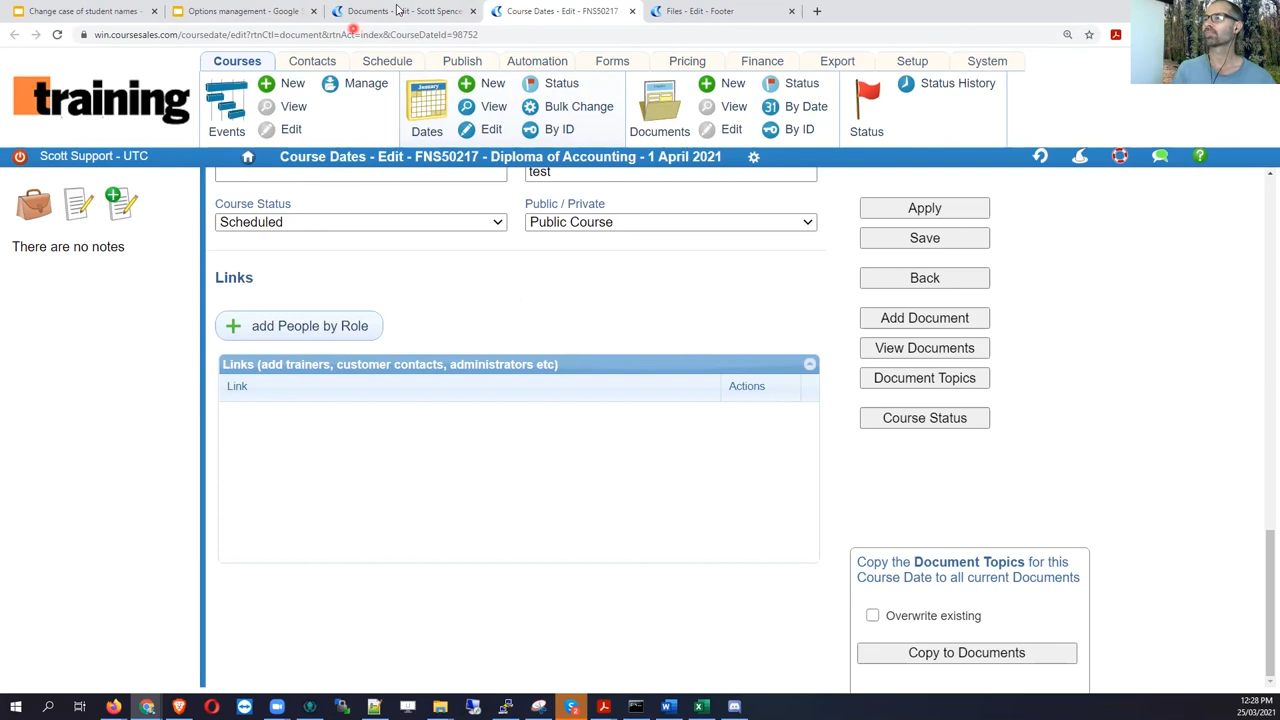 Change case of student names -
Options management - Google S
Documents - Edit - Scott Spence
Course Dates - Edit - FNS50217
Files - Edit - Footer
win.coursesales.com/coursedate/edit?rtnCtl=document&rtnAct=index&CourseDateId=98752
Courses Contacts Schedule Publish Automation Forms Pricing Finance Export Setup System
training
New Manage New Status New Status Status History
View View Bulk Change View By Date
Edit Edit By ID Edit By ID
Events Dates Documents Status
Scott Support - UTC
Course Dates - Edit - FNS50217 - Diploma of Accounting - 1 April 2021
There are no notes
test
Course Status Public / Private
Scheduled Public Course
Links
add People by Role
Links (add trainers, customer contacts, administrators etc)
Link Actions
Apply
Save
Back
Add Document
View Documents
Document Topics
Course Status
Copy the Document Topics for this
Course Date to all current Documents
Overwrite existing
Copy to Documents
12:28 PM
25/03/2021